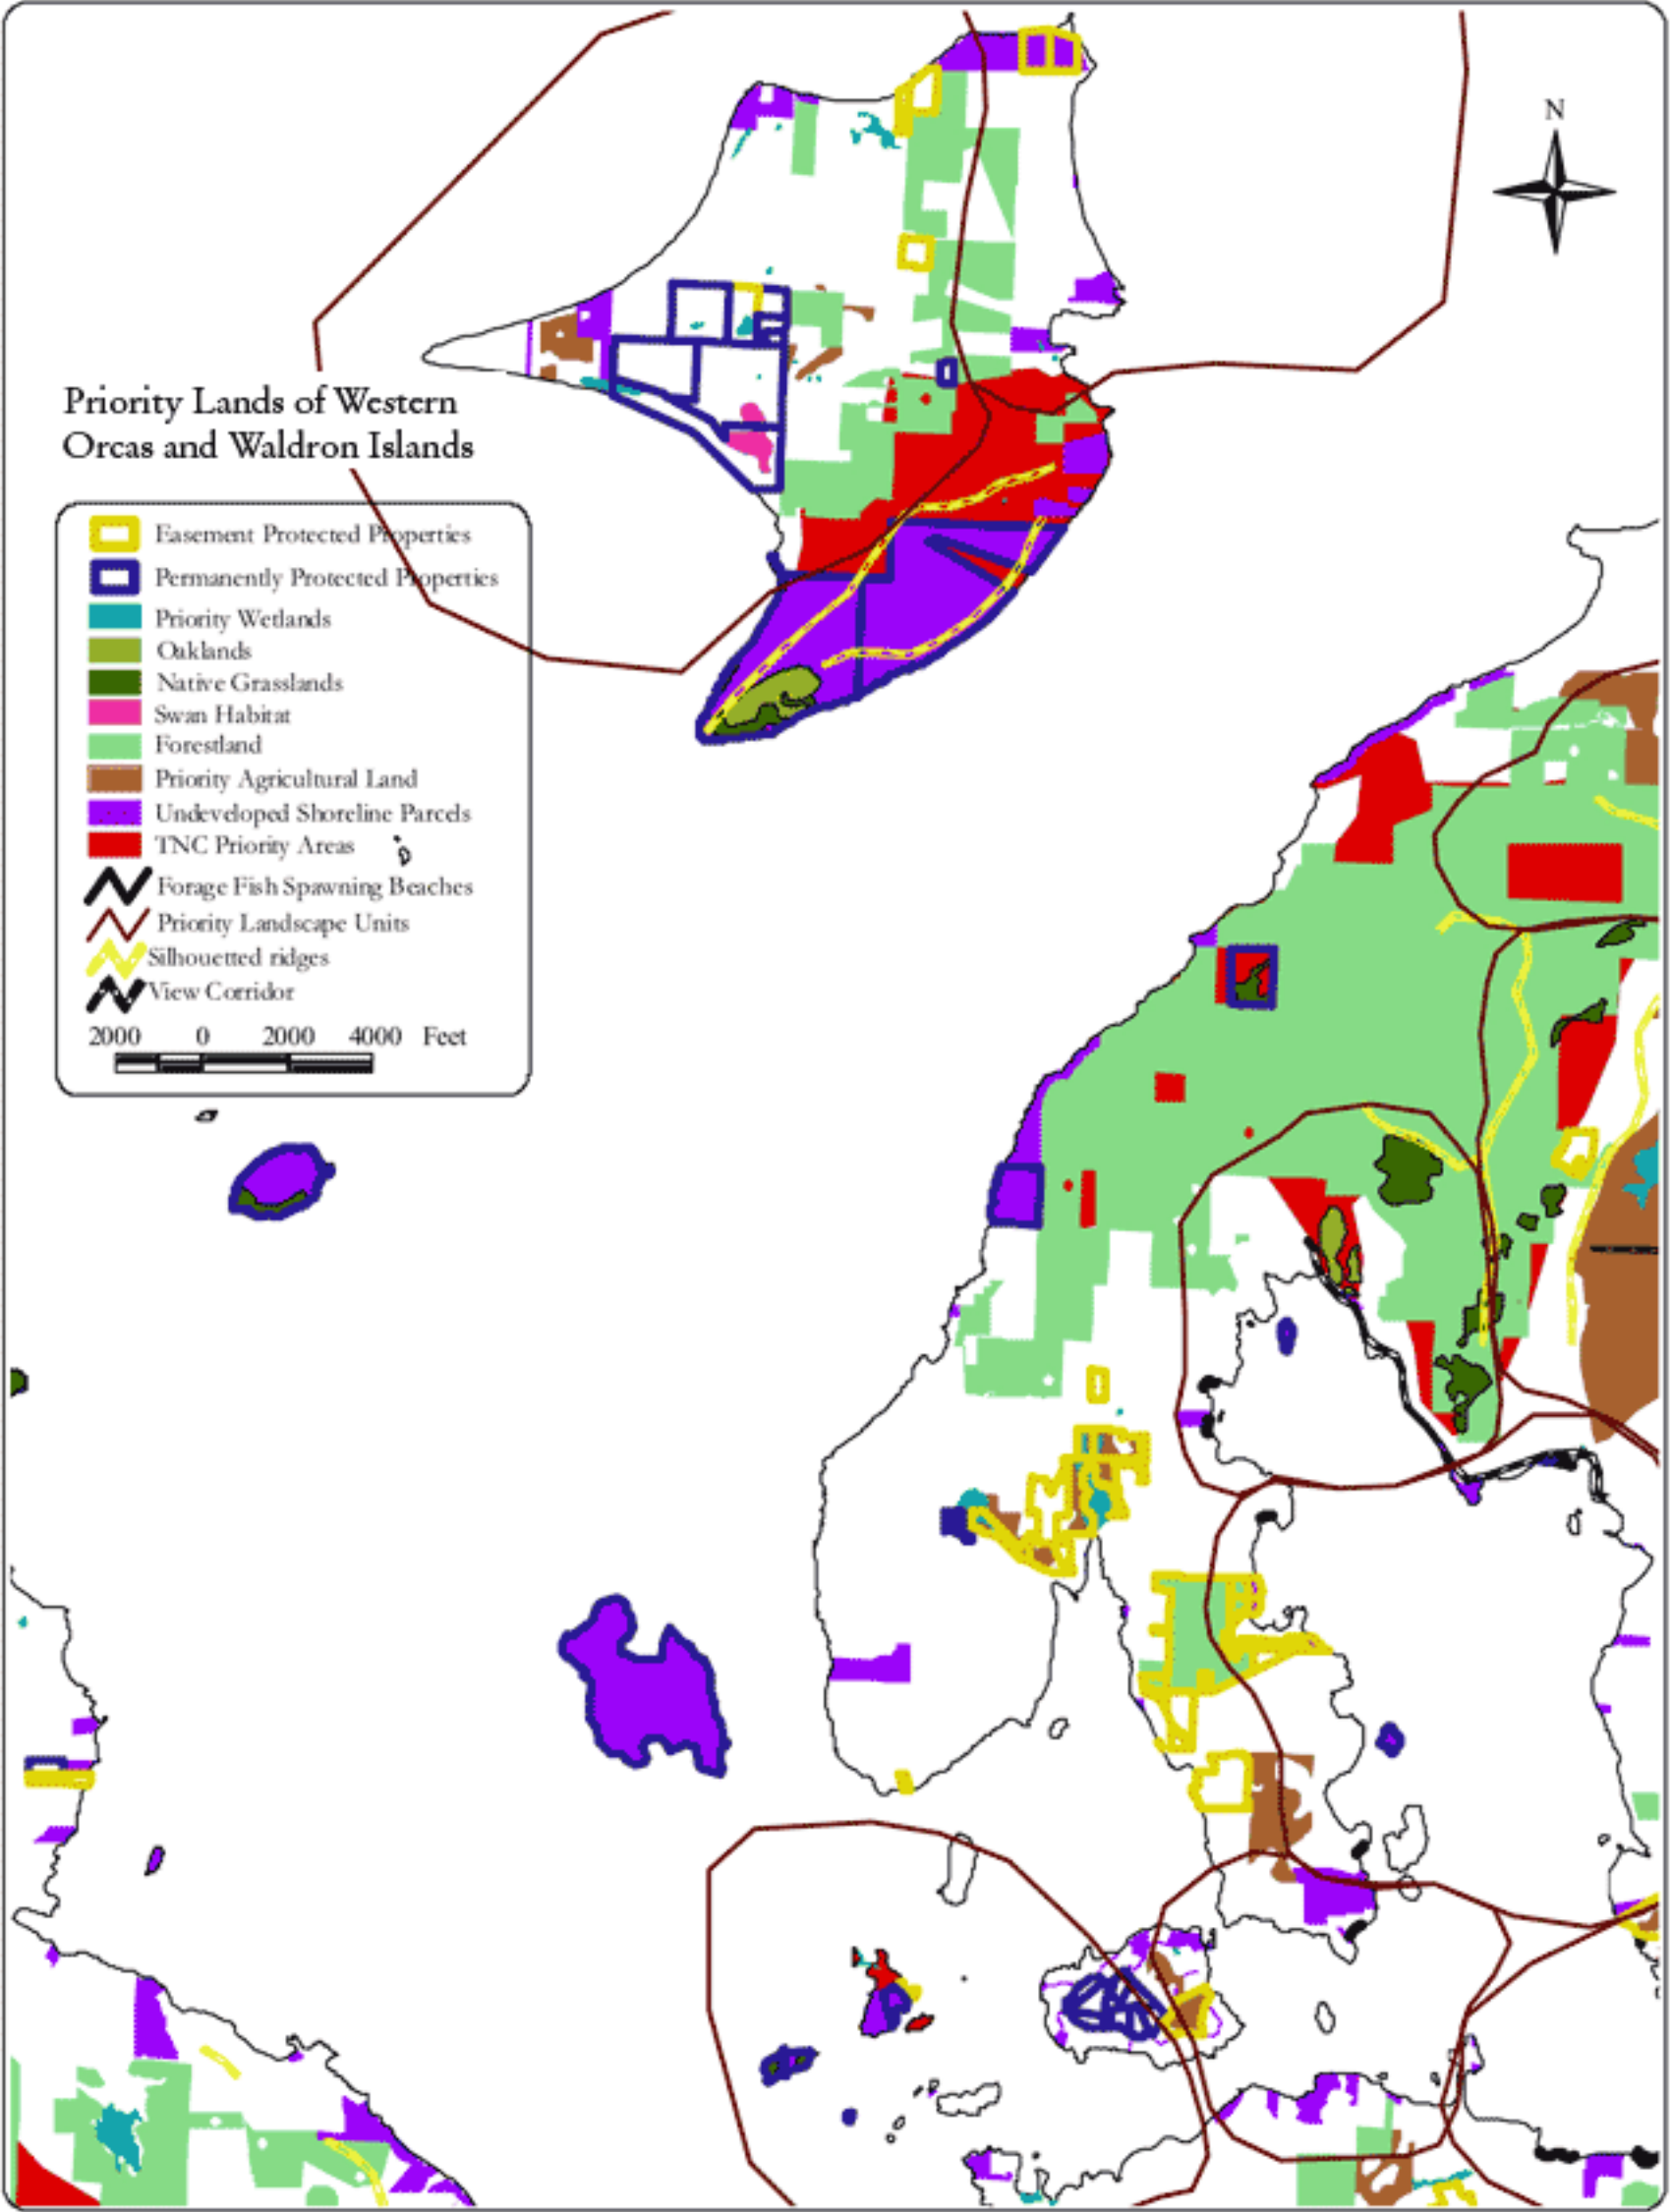 N
Priority Lands of Western
Orcas and Waldron Islands
Easement Protected Properties
Permanently Protected Properties
Priority Wetlands
Oaklands
Native Grasslands
Swan Habitat
Forestland
Priority Agricultural Land
Undeveloped Shoreline Parcels
TNC Priority Areas
Forage Fish Spawning Beaches
Priority Landscape Units
Silhouetted ridges
View Corridor
2000 0 2000 4000 Feet